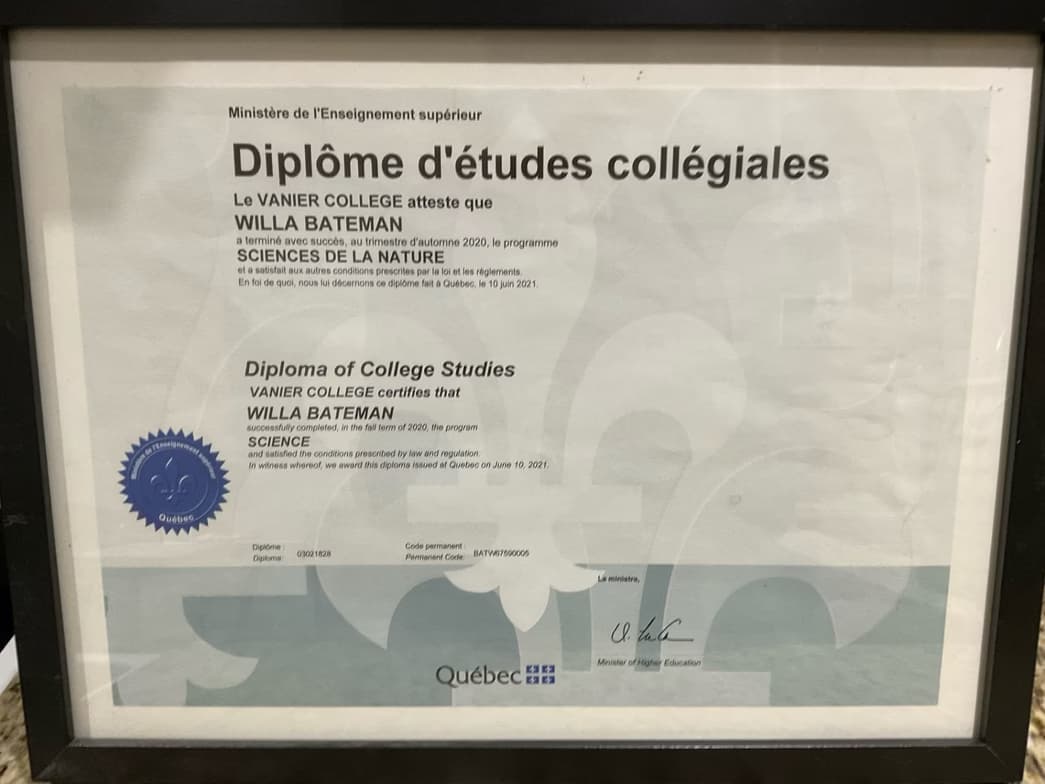 Ministère de l'Enseignement supérieur
Diplôme d'études collégiales
Le VANIER COLLEGE atteste que
WILLA BATEMAN
a terminé avec succès, au trimestre d'automne 2020, le programme
SCIENCES DE LA NATURE
et a satisfait aux autres conditions prescrites par la loi et les règlements.
En foi de quoi, nous lui décernons ce diplôme fait à Québec, le 10 juin 2021.
Diploma of College Studies
VANIER COLLEGE certifies that
WILLA BATEMAN
successfully completed, in the fall term of 2020, the program
SCIENCE
and satisfied the conditions prescribed by law and regulation.
In witness whereof, we award this diploma issued at Québec on June 10, 2021.
Ministère de l'Enseignement supérieur
Québec
Diplôme :
Diploma: 03021828
Code permanent :
Permanent Code: BATW67590005
La ministre,
Minister of Higher Education
Québec